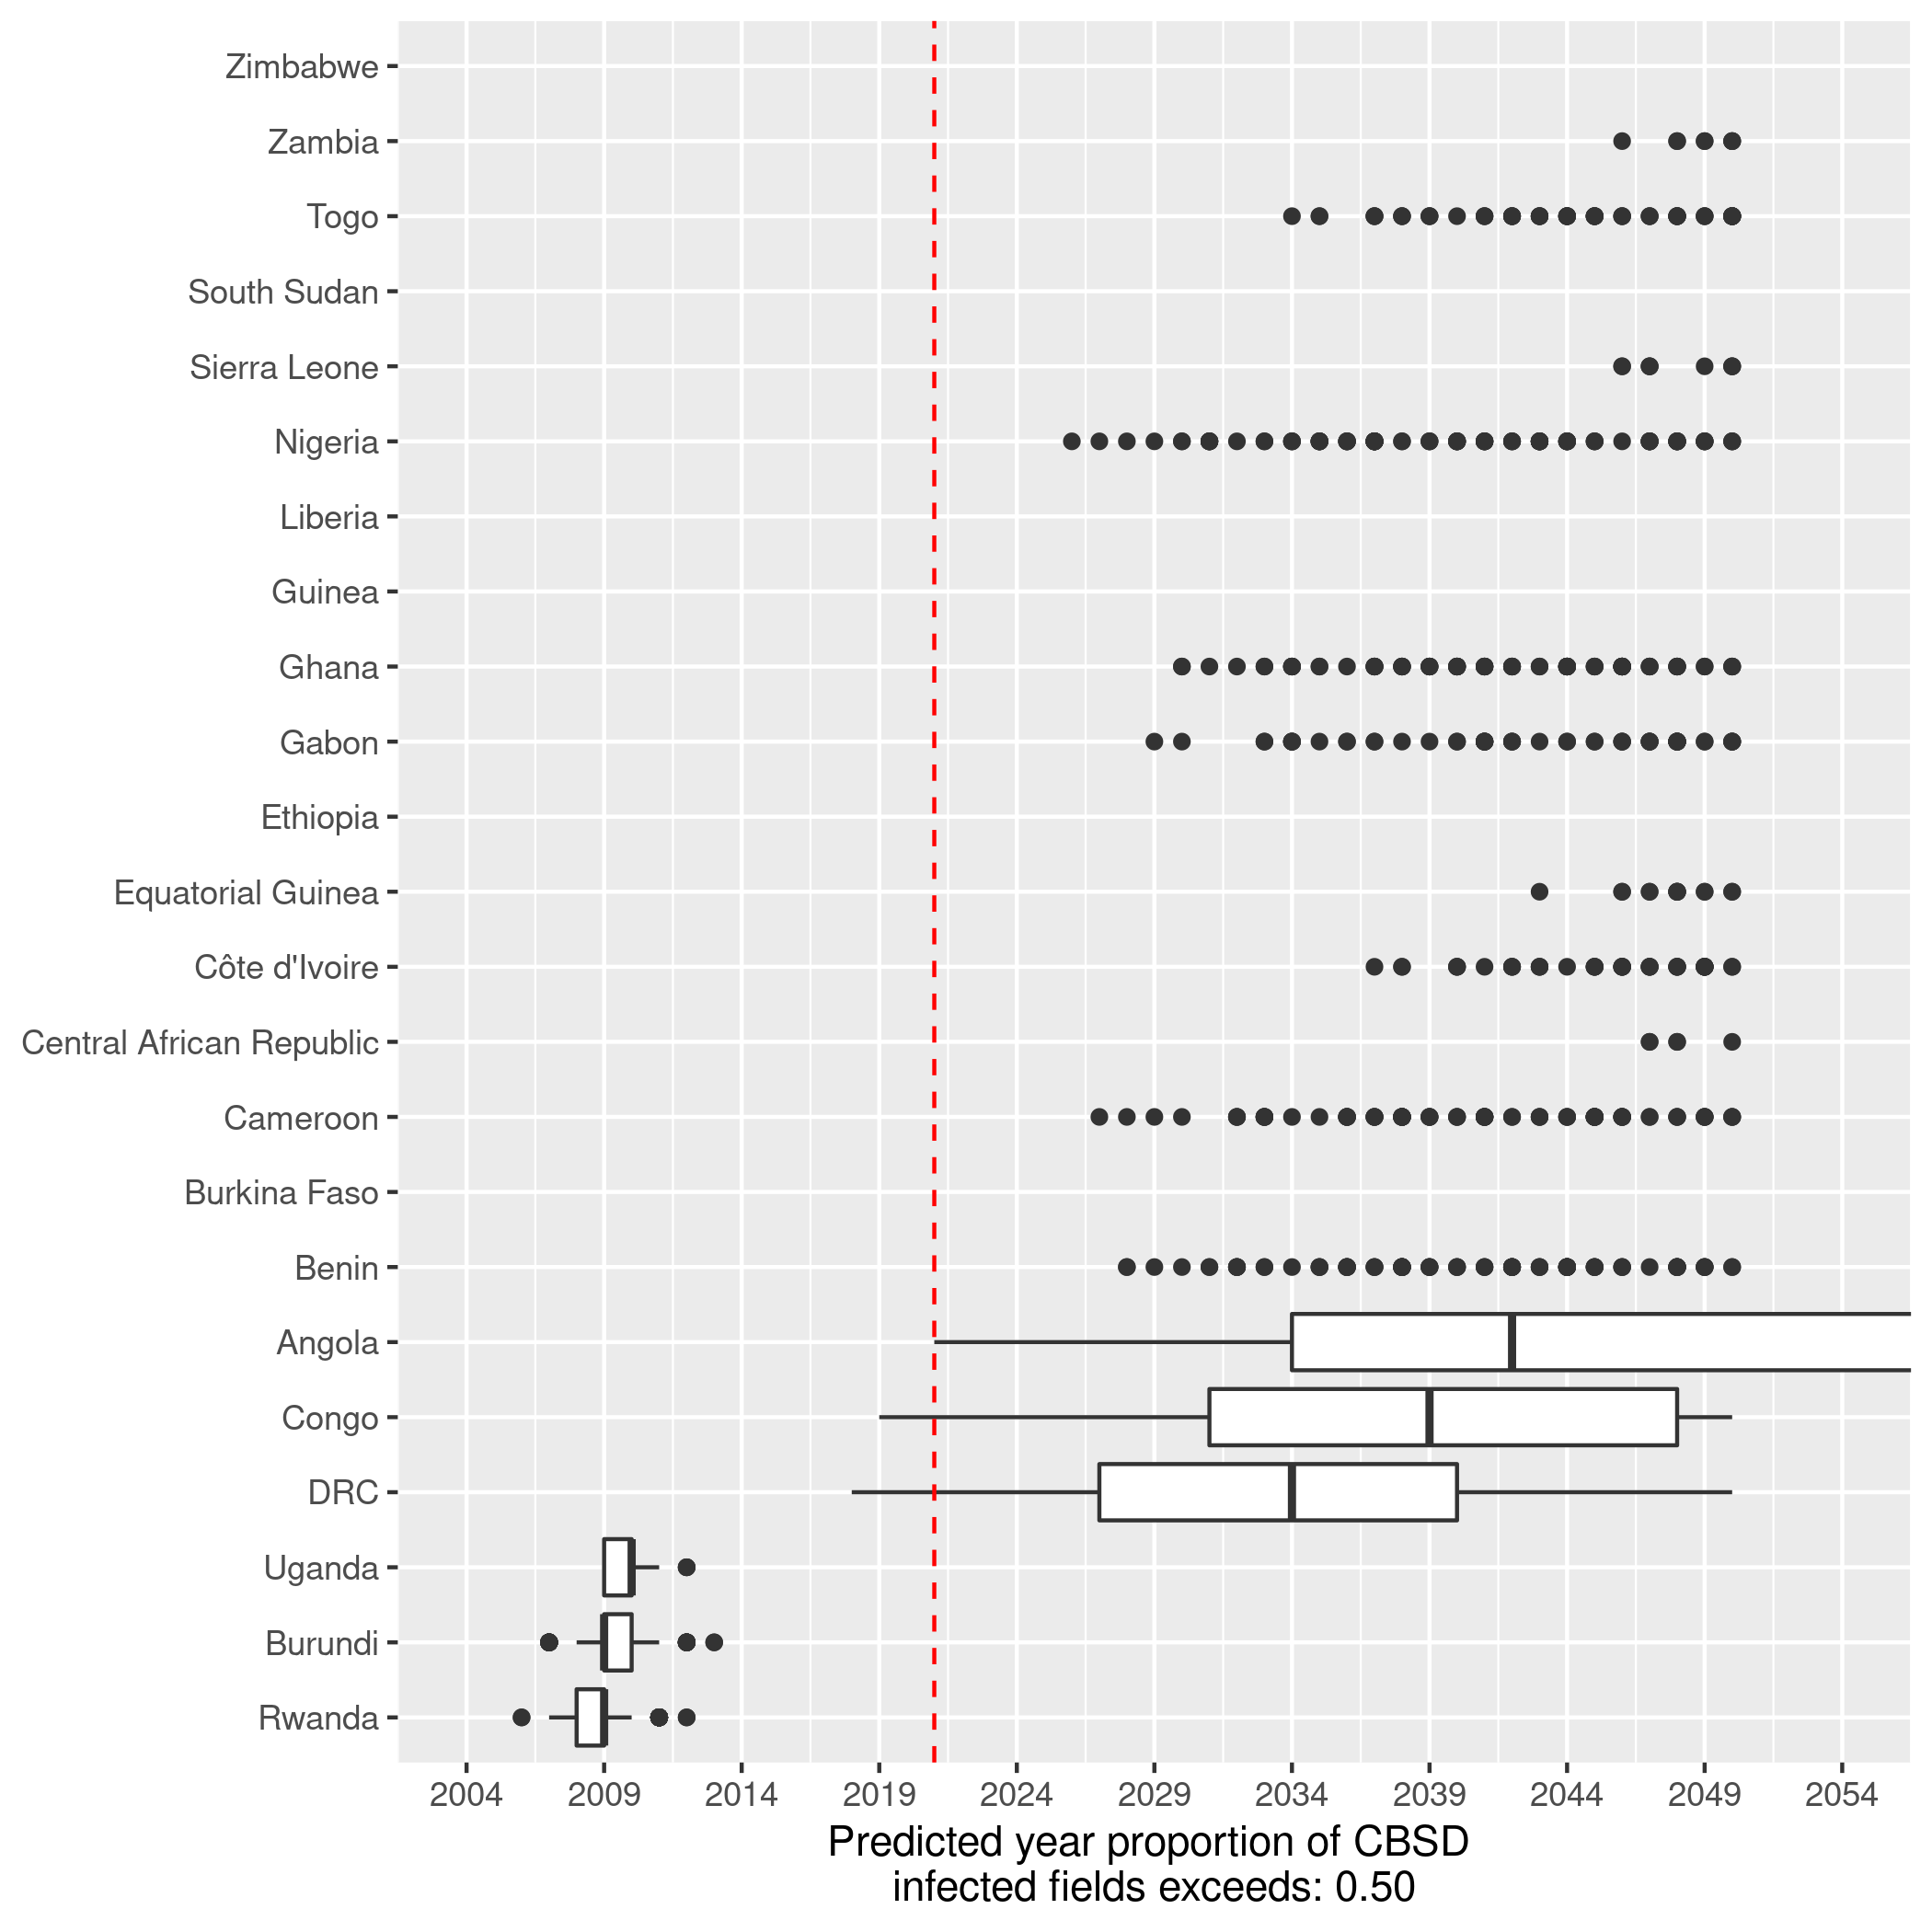 Zimbabwe
Zambia
Togo
South Sudan
Sierra Leone
Nigeria
Liberia
Guinea
Ghana
Gabon
Ethiopia
Equatorial Guinea
Côte d'Ivoire
Central African Republic
Cameroon
Burkina Faso
Benin
Angola
Congo
DRC
Uganda
Burundi
Rwanda
2004 2009 2014 2019 2024 2029 2034 2039 2044 2049 2054
Predicted year proportion of CBSD
infected fields exceeds: 0.50